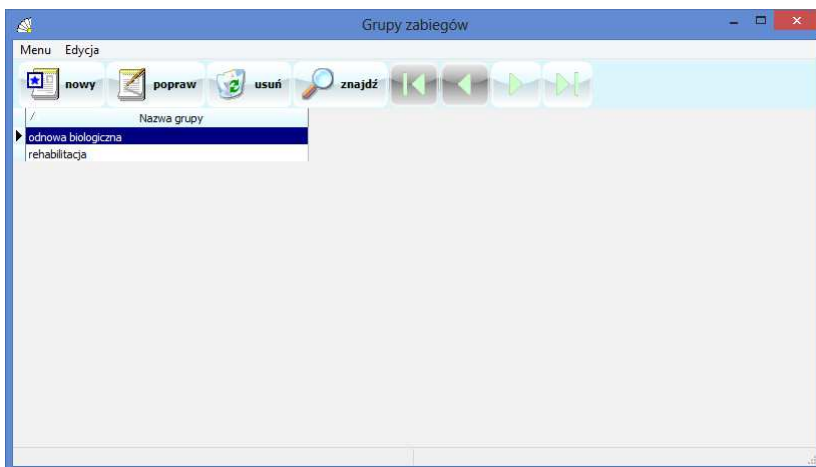 Grupy zabiegów
Menu Edycja
nowy popraw usuń znajdź
Nazwa grupy
odnowa biologiczna
rehabilitacja